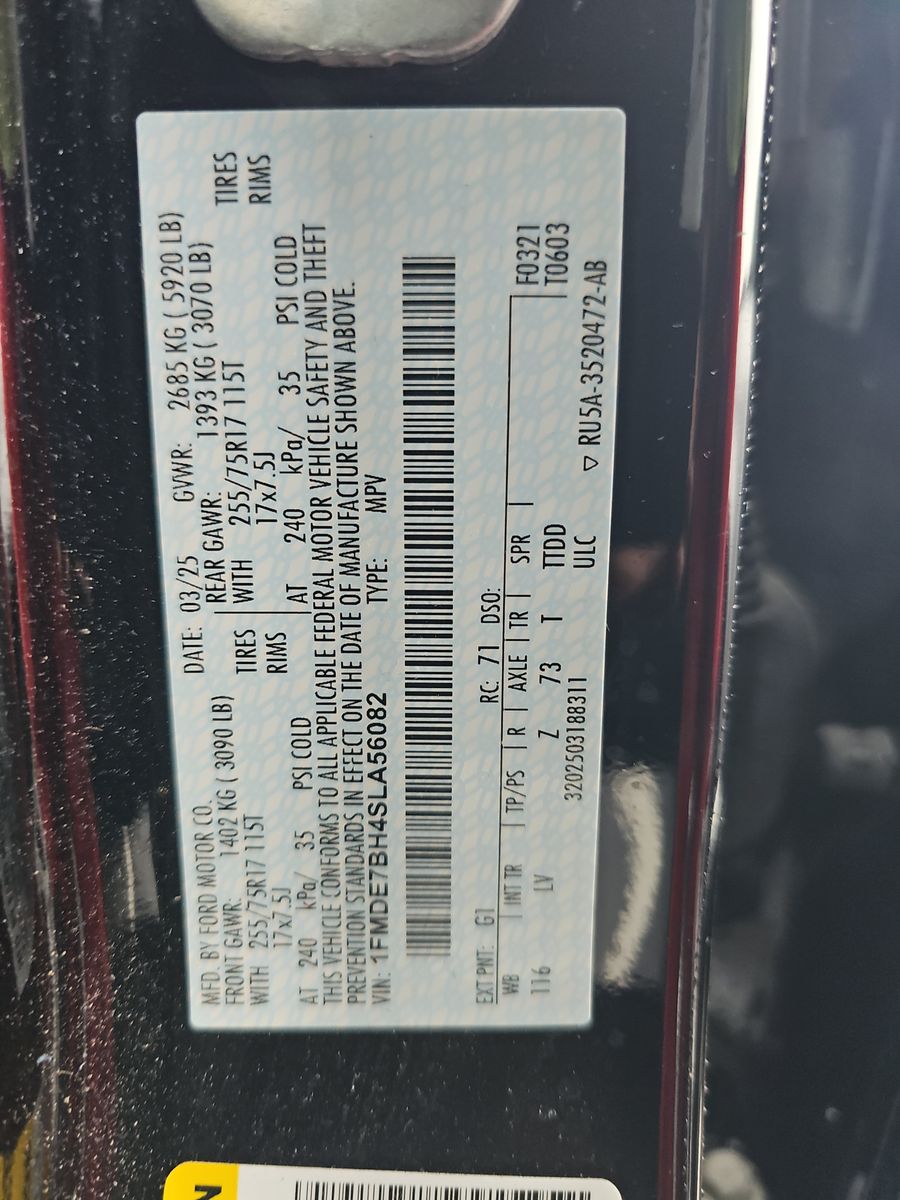 MFD. BY FORD MOTOR CO.
DATE: 03/25 GVWR: 2685 KG ( 5920 LB)
FRONT GAWR: 1402 KG ( 3090 LB)
REAR GAWR: 1393 KG ( 3070 LB)
WITH 255/75R17 115T TIRES
WITH 255/75R17 115T TIRES
17x7.5J RIMS
17x7.5J RIMS
AT 240 kPa/ 35 PSI COLD
AT 240 kPa/ 35 PSI COLD
THIS VEHICLE CONFORMS TO ALL APPLICABLE FEDERAL MOTOR VEHICLE SAFETY AND THEFT
PREVENTION STANDARDS IN EFFECT ON THE DATE OF MANUFACTURE SHOWN ABOVE.
VIN: 1FMDE7BH4SLA56082 TYPE: MPV
EXT PNT: G1 RC: 71 DSO:
WB INT TR TP/PS R AXLE TR SPR F0321
116 LV Z 73 T TTDD T0603
3202503188311 ULC ▽ RU5A-3520472-AB
N